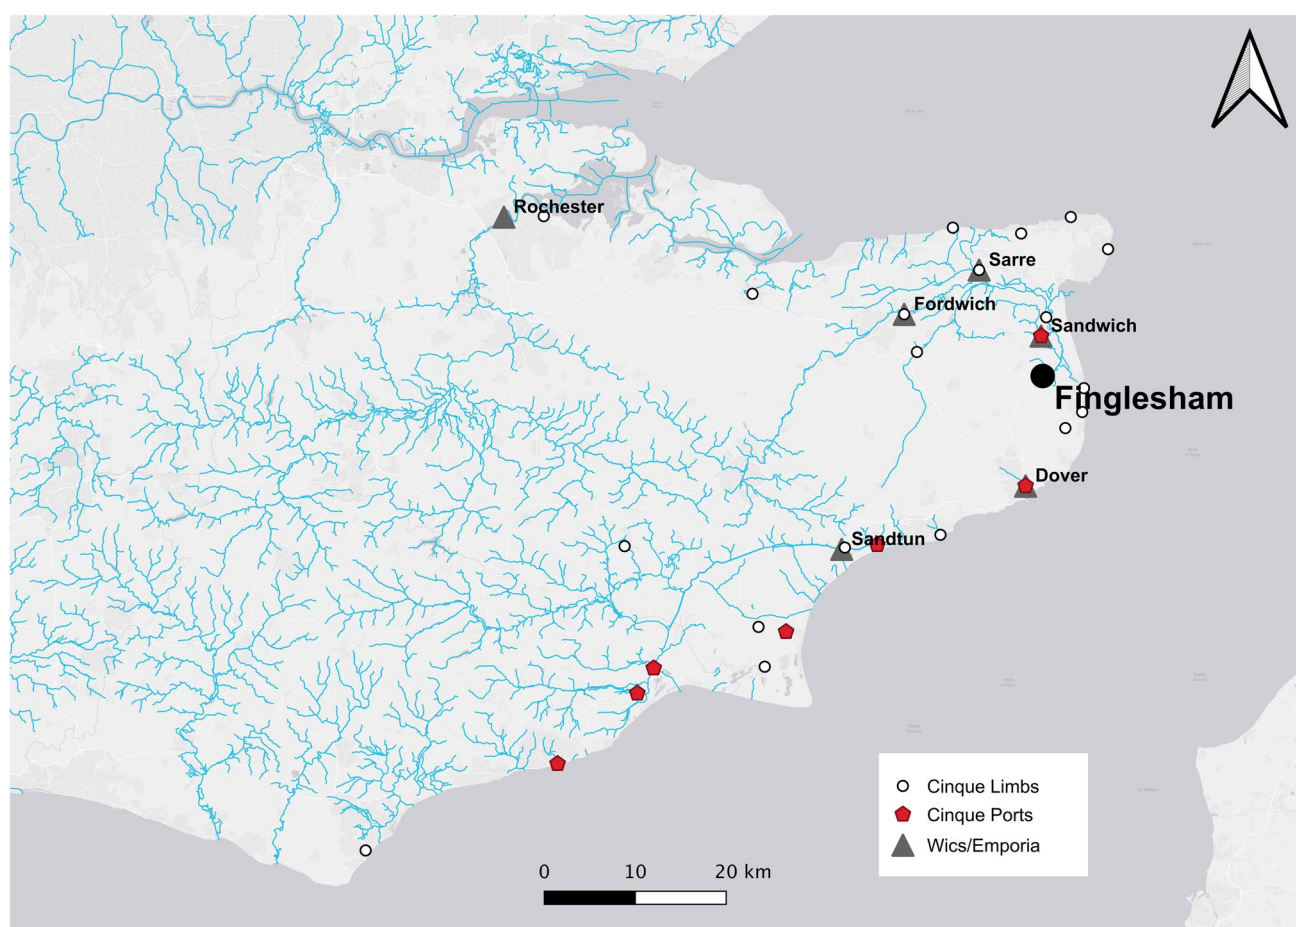 Rochester
Sarre
Fordwich
Sandwich
Finglesham
Dover
Sandtun
Cinque Limbs
Cinque Ports
Wics/Emporia
0 10 20 km